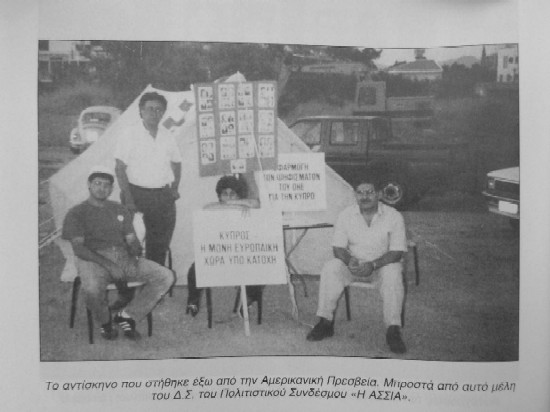 ΕΦΑΡΜΟΓΗ
ΤΩΝ ΨΗΦΙΣΜΑΤΩΝ
ΤΟΥ ΟΗΕ
ΓΙΑ ΤΗΝ ΚΥΠΡΟ
ΚΥΠΡΟΣ
Η ΜΟΝΗ ΕΥΡΩΠΑΪΚΗ
ΧΩΡΑ ΥΠΟ ΚΑΤΟΧΗ
Το αντίσκηνο που στήθηκε έξω από την Αμερικανική Πρεσβεία. Μπροστά από αυτό μέλη
του Δ.Σ. του Πολιτιστικού Συνδέσμου «Η ΑΣΣΙΑ».